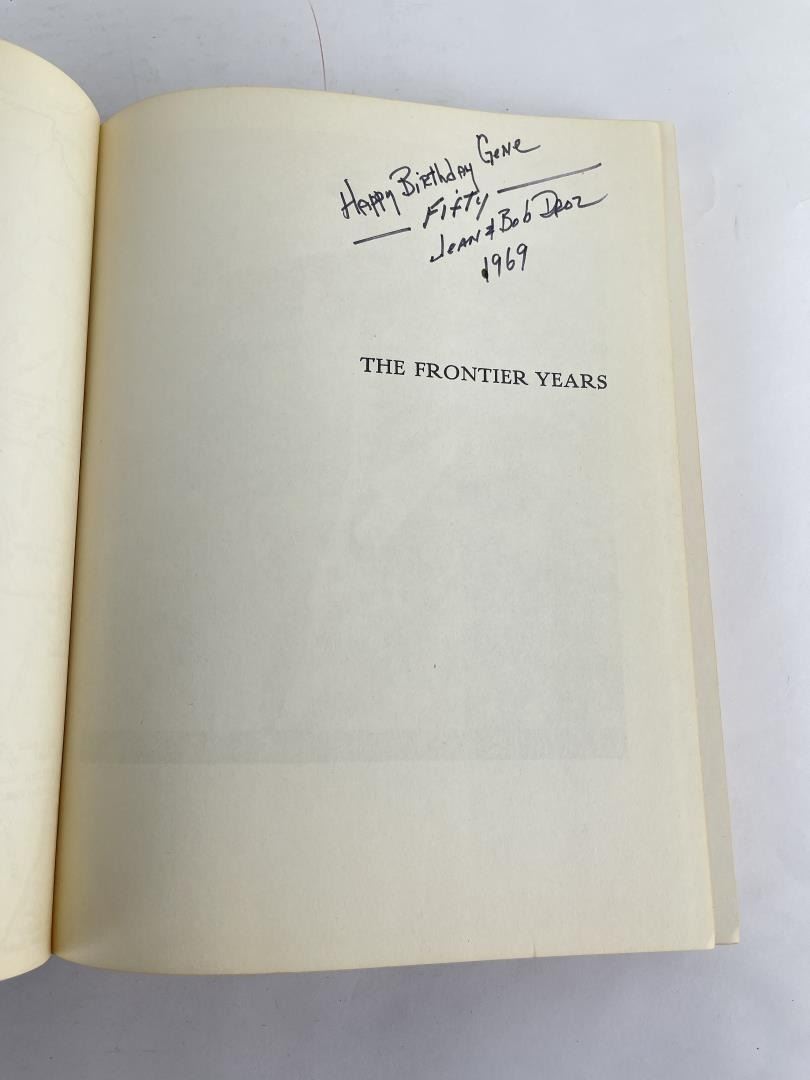 Happy Birthday Gene
Fifty
Jean & Bob Droz
1969
THE FRONTIER YEARS